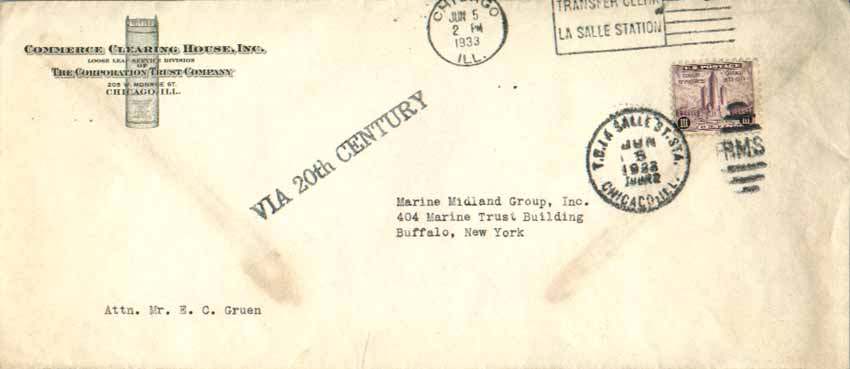 COMMERCE CLEARING HOUSE, INC.
LOOSE LEAF SERVICE DIVISION
OF
THE CORPORATION TRUST COMPANY
205 W. MONROE ST.
CHICAGO, ILL.
CHICAGO
JUN 5
2 PM
1933
ILL.
TRANSFER CLERK
LA SALLE STATION
U.S. POSTAGE
III
III
LA SALLE ST. STA.
JUN
5
1933
CHICAGO, ILL.
RMS
VIA 20th CENTURY
Marine Midland Group, Inc.
404 Marine Trust Building
Buffalo, New York
Attn. Mr. E. C. Gruen